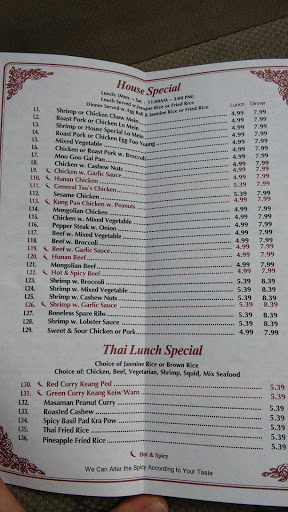 House Special
Lunch: (Mon. - Sat. : 11:00AM - 3:00 PM)
Lunch Served w. Jasmine Rice or Fried Rice
Dinner Served w. Egg Roll & Jasmine Rice or Fried Rice
Lunch Dinner
L1. Shrimp or Chicken Chow Mein 4.99 7.99
L2. Roast Pork or Chicken Lo Mein 4.99 7.99
L3. Shrimp or House Special Lo Mein 4.99 7.99
L4. Roast Pork or Chicken Egg Foo Young 4.99 7.99
L5. Mixed Vegetable 4.99 7.99
L6. Chicken or Roast Pork w. Broccoli 4.99 7.99
L7. Moo Goo Gai Pan 4.99 7.99
L8. Chicken w. Cashew Nuts 4.99 7.99
L9. Chicken w. Garlic Sauce 4.99 7.99
L10. Hunan Chicken 4.99 7.99
L11. General Tso's Chicken 5.39 7.99
L12. Sesame Chicken 5.39 7.99
L13. Kung Pao Chicken w. Peanuts 4.99 7.99
L14. Mongolian Chicken 4.99 7.99
L15. Chicken w. Mixed Vegetable 4.99 7.99
L16. Pepper Steak w. Onion 4.99 7.99
L17. Beef w. Mixed Vegetable 4.99 7.99
L18. Beef w. Broccoli 4.99 7.99
L19. Beef w. Garlic Sauce 4.99 7.99
L20. Hunan Beef 4.99 7.99
L21. Mongolian Beef 4.99 7.99
L22. Hot & Spicy Beef 4.99 7.99
L23. Shrimp w. Broccoli 5.39 8.39
L24. Shrimp w. Mixed Vegetable 5.39 8.39
L25. Shrimp w. Cashew Nuts 5.39 8.39
L26. Shrimp w. Garlic Sauce 5.39 8.39
L27. Boneless Spare Ribs 5.39 8.39
L28. Shrimp w. Lobster Sauce 5.39 8.39
L29. Sweet & Sour Chicken or Pork 4.99 7.99
Thai Lunch Special
Choice of Jasmine Rice or Brown Rice
Choice of: Chicken, Beef, Vegetarian, Shrimp, Squid, Mix Seafood
L30. Red Curry Keang Ped 5.39
L31. Green Curry Keang Keiw Warn 5.39
L32. Masaman Peanut Curry 5.39
L33. Roasted Cashew 5.39
L34. Spicy Basil Pad Kra Pow 5.39
L35. Thai Fried Rice 5.39
L36. Pineapple Fried Rice 5.39
Hot & Spicy
We Can Alter the Spicy According to Your Taste